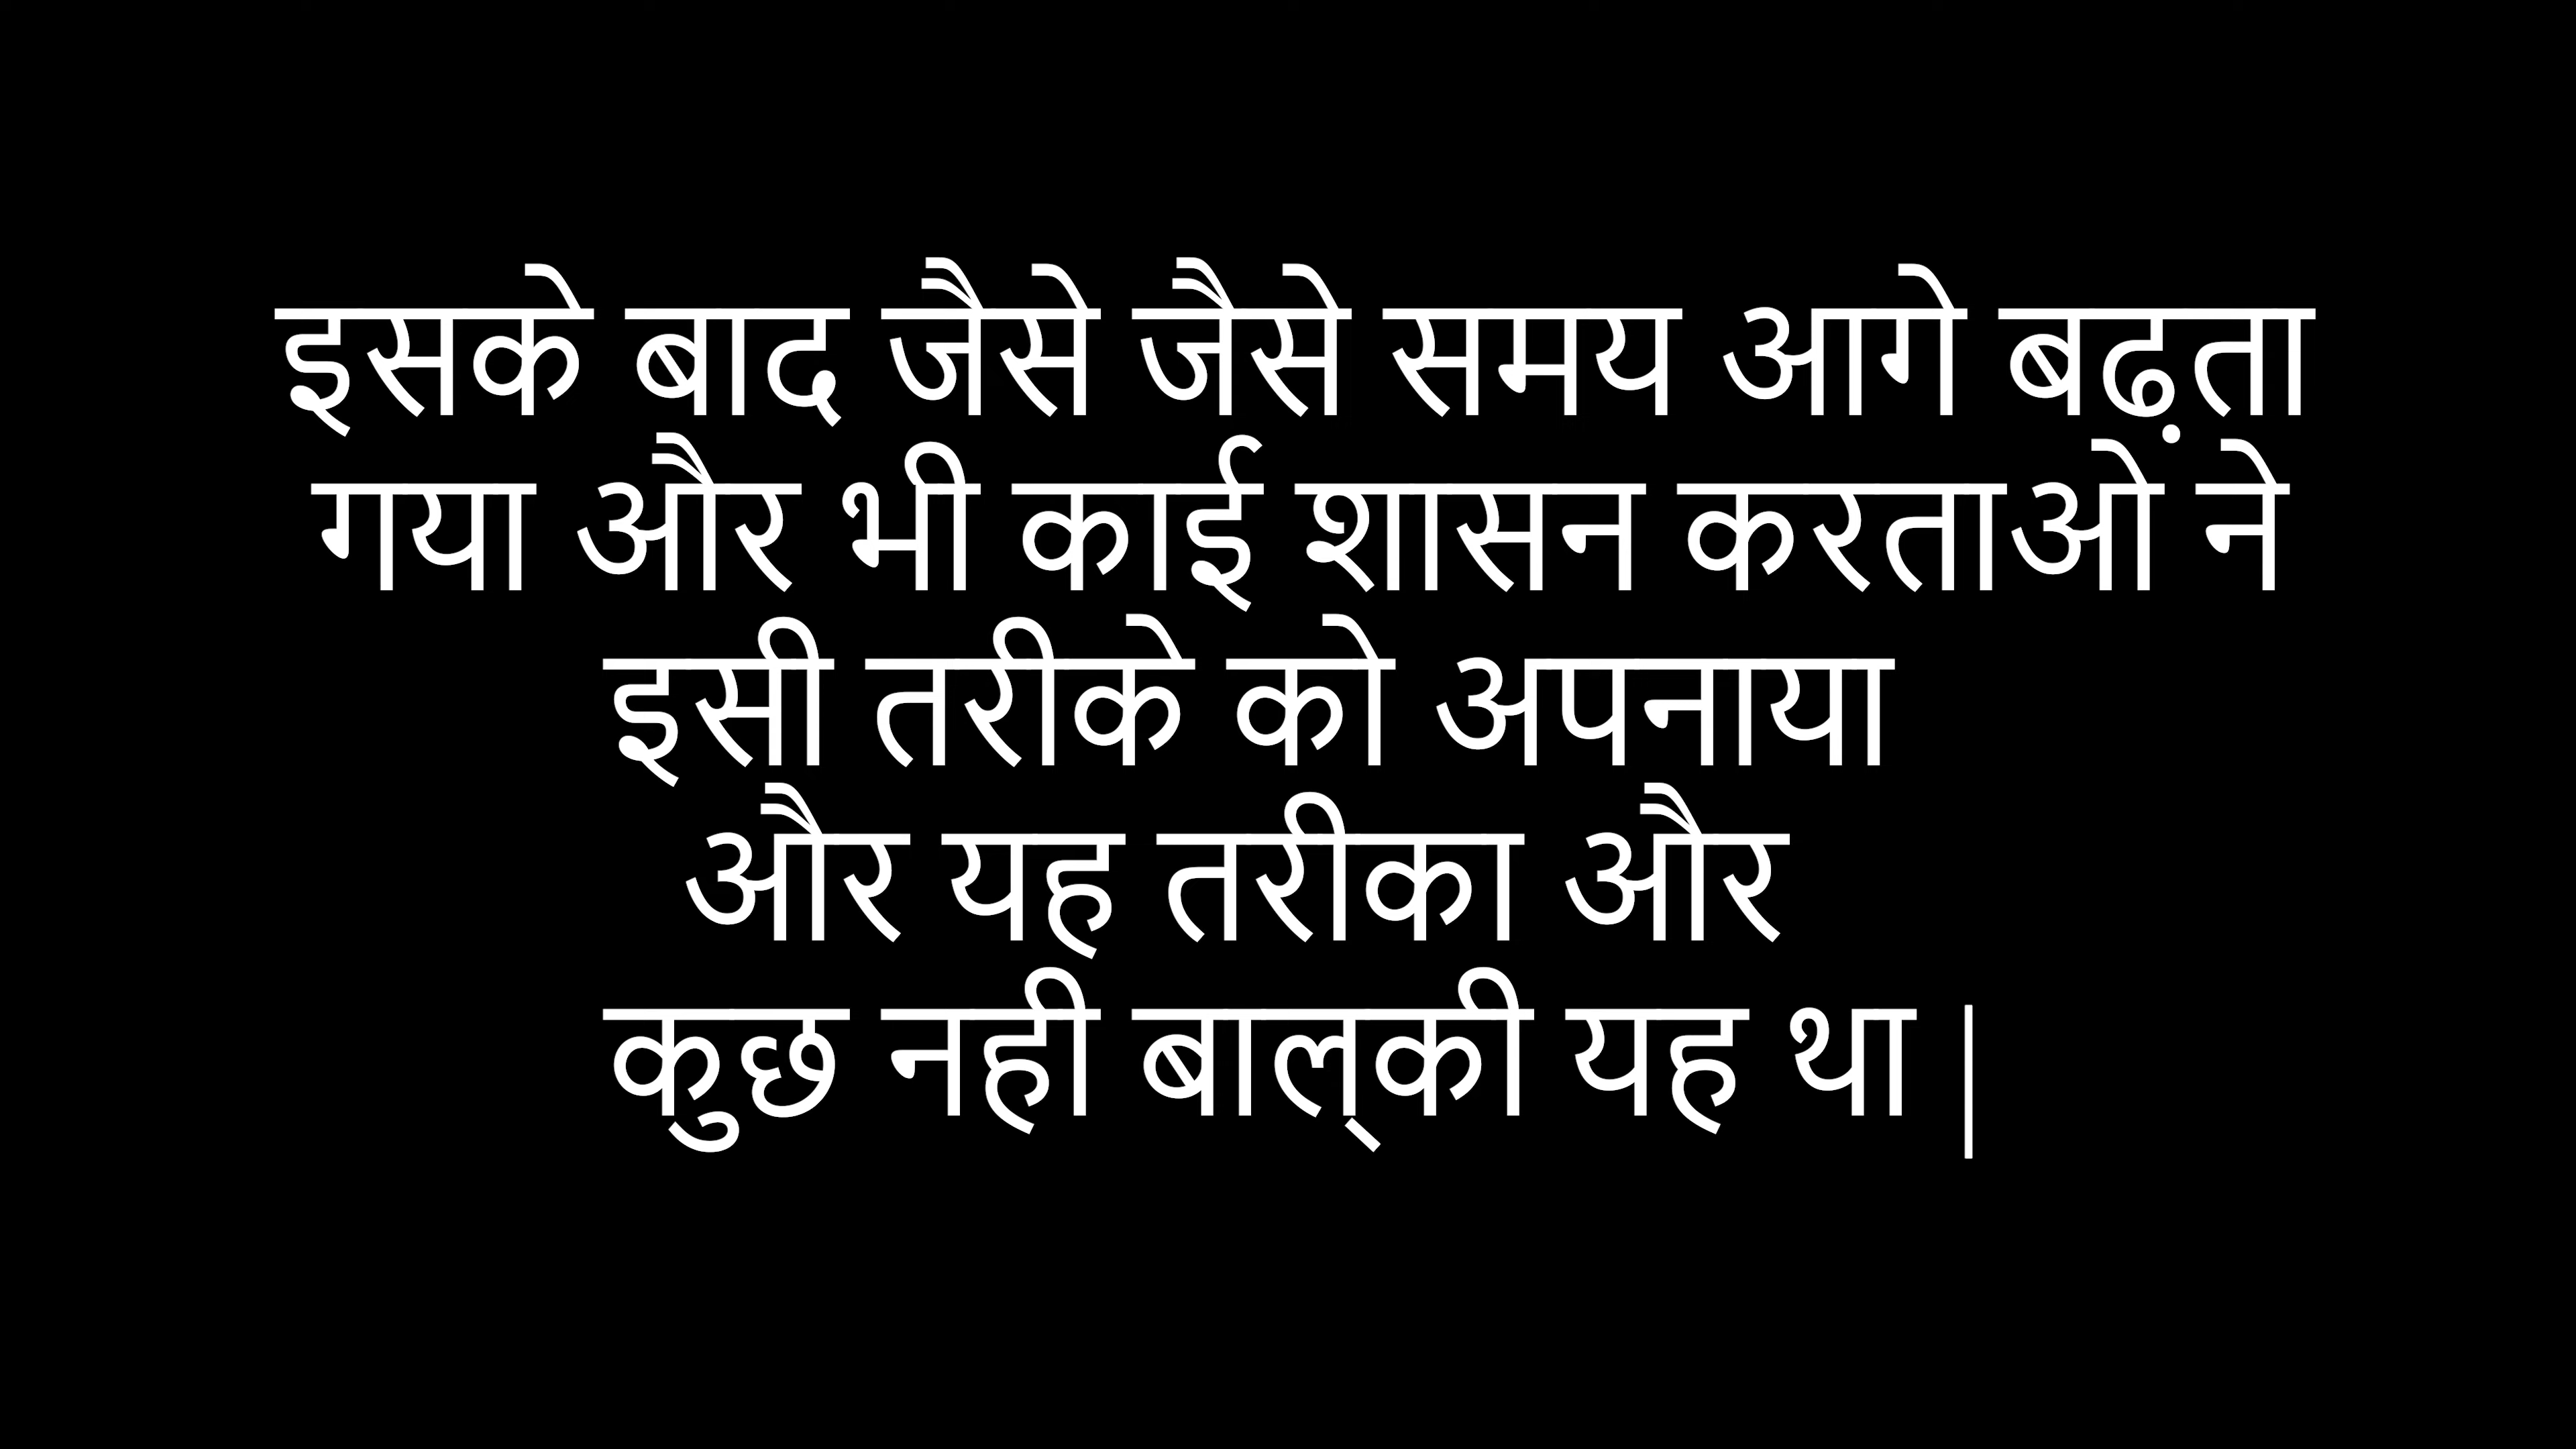 इसके बाद जैसे जैसे समय आगे बढ़ता
गया और भी काई शासन करताओ ने
इसी तरीके को अपनाया
और यह तरीका और
कुछ नही बाल्‌की यह था |